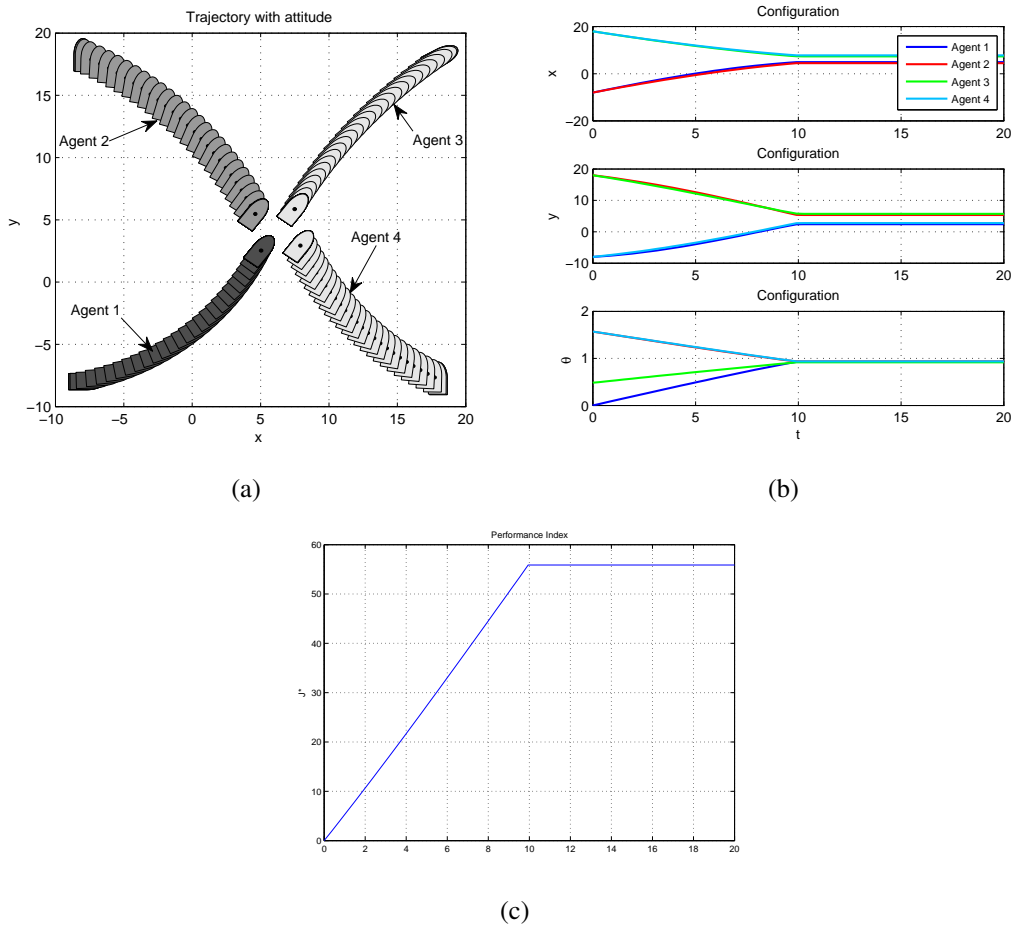 Trajectory with attitude
20
15
10
5
0
−5
−10
y
Agent 2
Agent 3
Agent 4
Agent 1
−10 −5 0 5 10 15 20
x
(a)
Configuration
20
0
−20
x
Agent 1
Agent 2
Agent 3
Agent 4
0 5 10 15 20
Configuration
20
10
0
−10
y
0 5 10 15 20
Configuration
2
1
0
θ
0 5 10 15 20
t
(b)
Performance Index
60
50
40
30
20
10
0
J*
0 2 4 6 8 10 12 14 16 18 20
(c)